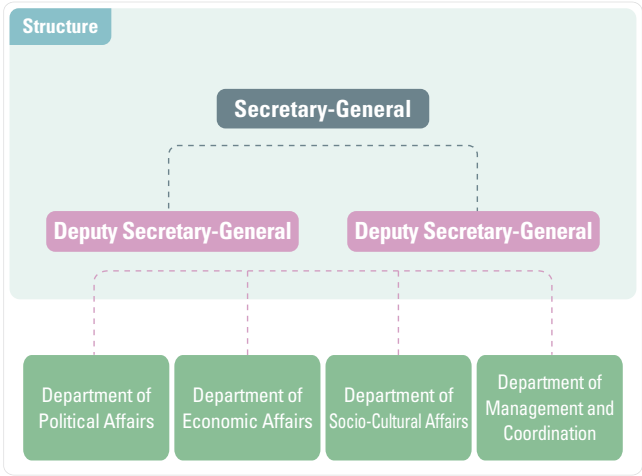 Structure
Secretary-General
Deputy Secretary-General
Deputy Secretary-General
Department of
Political Affairs
Department of
Economic Affairs
Department of
Socio-Cultural Affairs
Department of
Management and
Coordination